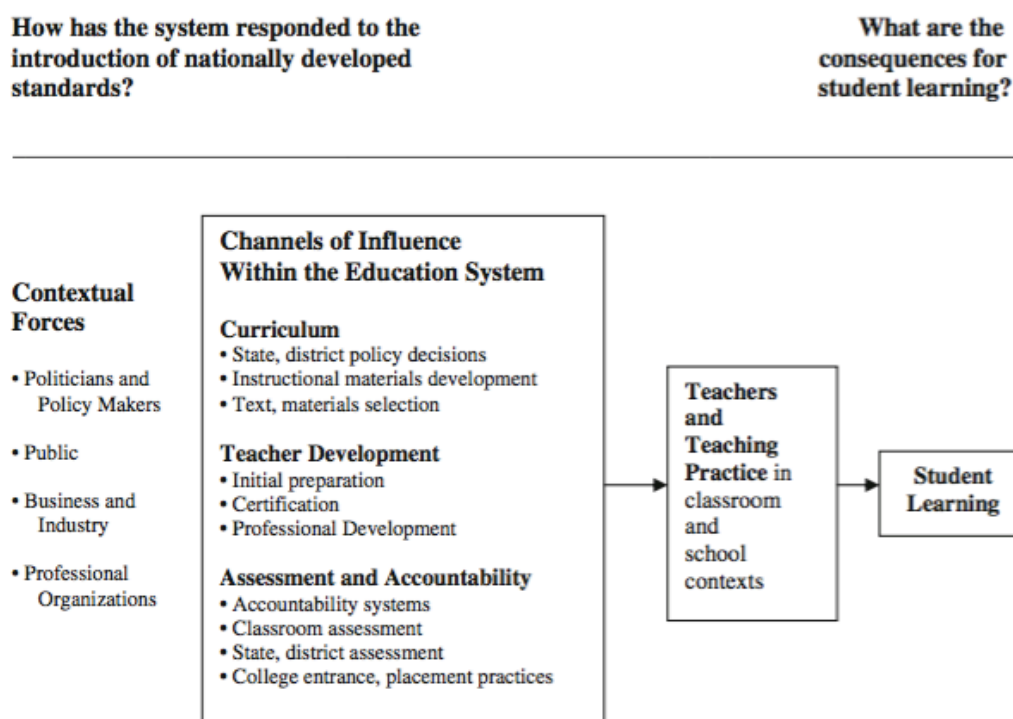 How has the system responded to the
introduction of nationally developed
standards?
What are the
consequences for
student learning?
Contextual
Forces
• Politicians and
Policy Makers
• Public
• Business and
Industry
• Professional
Organizations
Channels of Influence
Within the Education System
Curriculum
• State, district policy decisions
• Instructional materials development
• Text, materials selection
Teacher Development
• Initial preparation
• Certification
• Professional Development
Assessment and Accountability
• Accountability systems
• Classroom assessment
• State, district assessment
• College entrance, placement practices
Teachers
and
Teaching
Practice in
classroom
and
school
contexts
Student
Learning